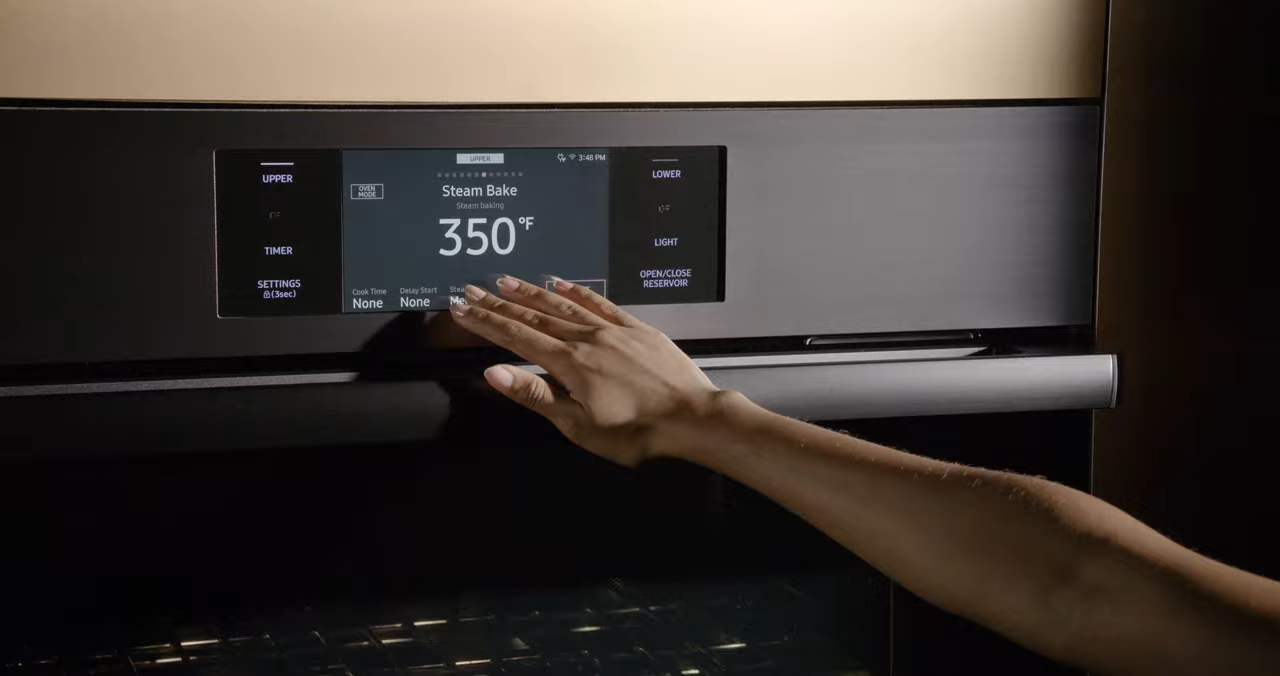 UPPER
TIMER
SETTINGS
(3sec)
UPPER
3:48 PM
OVEN
MODE
Steam Bake
Steam baking
350°F
Cook Time
None
Delay Start
None
LOWER
LIGHT
OPEN/CLOSE
RESERVOIR